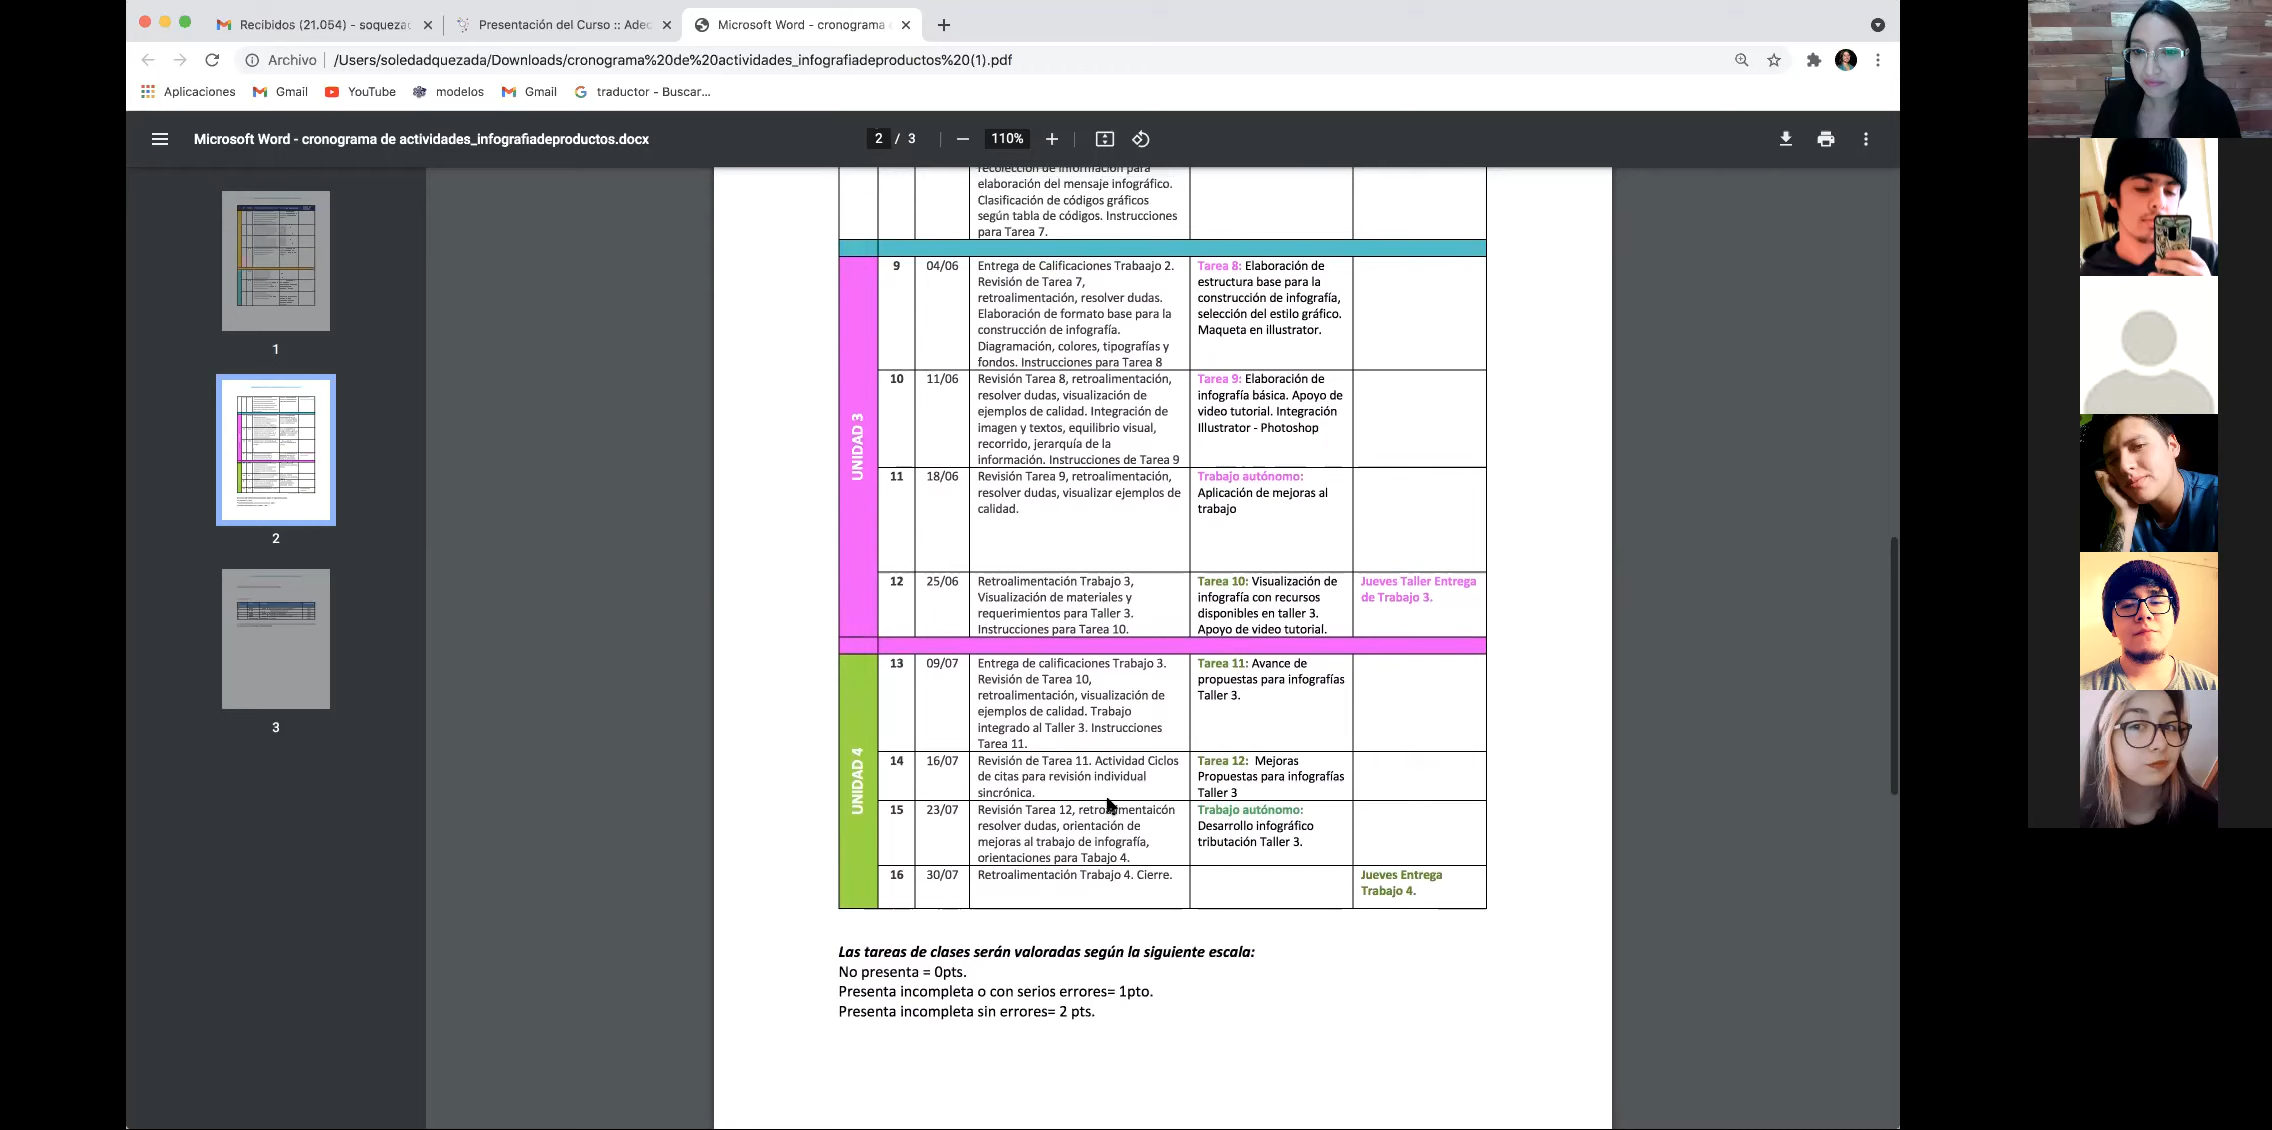 Recibidos (21.054) - soquezad
Presentación del Curso :: Adec
Microsoft Word - cronograma
Archivo /Users/soledadquezada/Downloads/cronograma%20de%20actividades_infografiadeproductos%20(1).pdf
Aplicaciones Gmail YouTube modelos Gmail traductor - Buscar...
Microsoft Word - cronograma de actividades_infografiadeproductos.docx 2 / 3 110%
1
2
3
recolección de información para
elaboración del mensaje infográfico.
Clasificación de códigos gráficos
según tabla de códigos. Instrucciones
para Tarea 7.
UNIDAD 3
9 04/06
Entrega de Calificaciones Trabaajo 2.
Revisión de Tarea 7,
retroalimentación, resolver dudas.
Elaboración de formato base para la
construcción de infografía.
Diagramación, colores, tipografías y
fondos. Instrucciones para Tarea 8
Tarea 8: Elaboración de
estructura base para la
construcción de infografía,
selección del estilo gráfico.
Maqueta en illustrator.
10 11/06
Revisión Tarea 8, retroalimentación,
resolver dudas, visualización de
ejemplos de calidad. Integración de
imagen y textos, equilibrio visual,
recorrido, jerarquía de la
información. Instrucciones de Tarea 9
Tarea 9: Elaboración de
infografía básica. Apoyo de
video tutorial. Integración
Illustrator - Photoshop
11 18/06
Revisión Tarea 9, retroalimentación,
resolver dudas, visualizar ejemplos de
calidad.
Trabajo autónomo:
Aplicación de mejoras al
trabajo
12 25/06
Retroalimentación Trabajo 3,
Visualización de materiales y
requerimientos para Taller 3.
Instrucciones para Tarea 10.
Tarea 10: Visualización de
infografía con recursos
disponibles en taller 3.
Apoyo de video tutorial.
Jueves Taller Entrega
de Trabajo 3.
UNIDAD 4
13 09/07
Entrega de calificaciones Trabajo 3.
Revisión de Tarea 10,
retroalimentación, visualización de
ejemplos de calidad. Trabajo
integrado al Taller 3. Instrucciones
Tarea 11.
Tarea 11: Avance de
propuestas para infografías
Taller 3.
14 16/07
Revisión de Tarea 11. Actividad Ciclos
de citas para revisión individual
sincrónica.
Tarea 12: Mejoras
Propuestas para infografías
Taller 3
15 23/07
Revisión Tarea 12, retroalimentaicón
resolver dudas, orientación de
mejoras al trabajo de infografía,
orientaciones para Tabajo 4.
Trabajo autónomo:
Desarrollo infográfico
tributación Taller 3.
16 30/07
Retroalimentación Trabajo 4. Cierre.
Jueves Entrega
Trabajo 4.
Las tareas de clases serán valoradas según la siguiente escala:
No presenta = 0pts.
Presenta incompleta o con serios errores= 1pto.
Presenta incompleta sin errores= 2 pts.